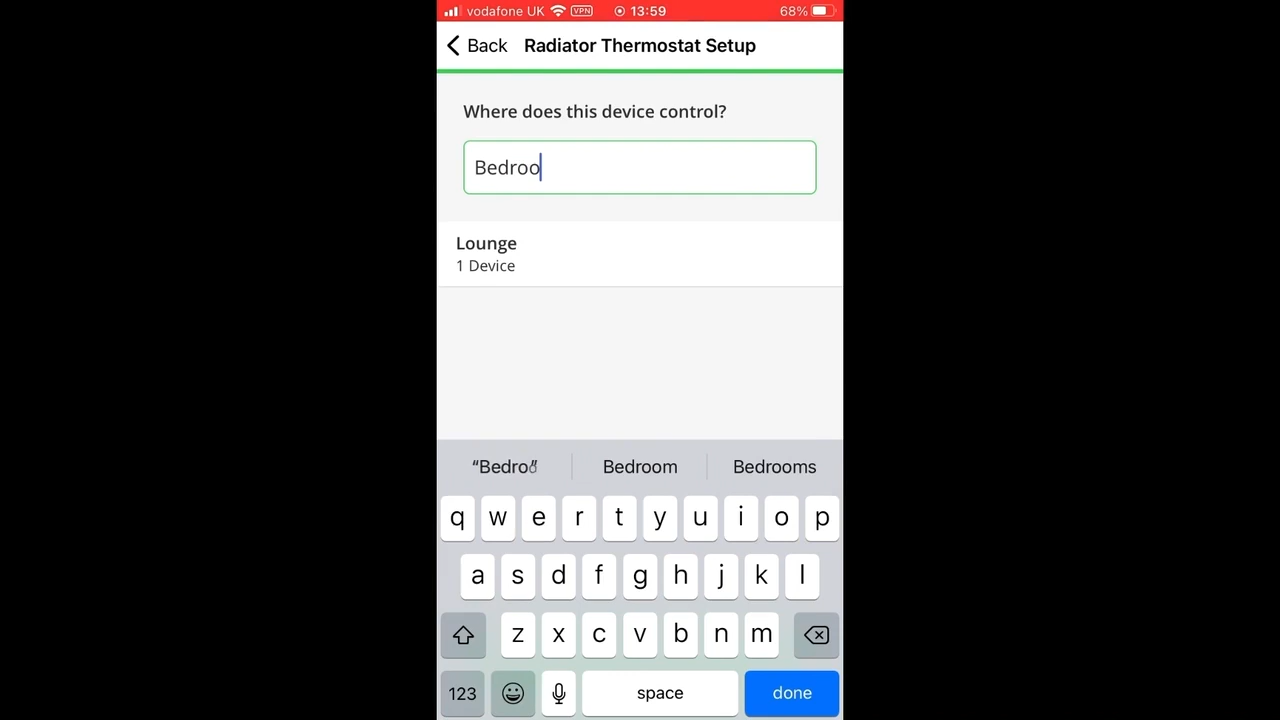 vodafone UK VPN 13:59 68%
Back Radiator Thermostat Setup
Where does this device control?
Bedroo
Lounge
1 Device
“Bedroo” Bedroom Bedrooms
q w e r t y u i o p
a s d f g h j k l
z x c v b n m
123 space done